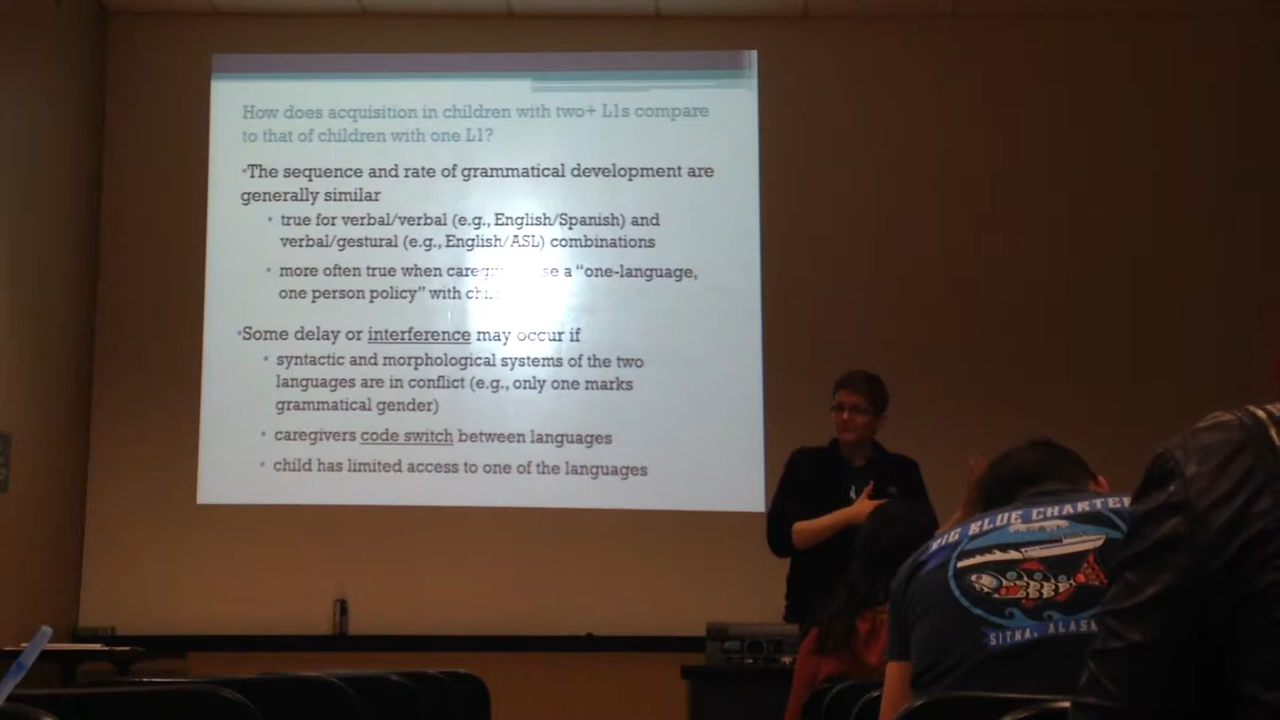 How does acquisition in children with two+ L1s compare
to that of children with one L1?
•The sequence and rate of grammatical development are
generally similar
• true for verbal/verbal (e.g., English/Spanish) and
verbal/gestural (e.g., English/ASL) combinations
• more often true when a "one-language,
one person policy" with
•Some delay or interference may occur if
• syntactic and morphological systems of the two
languages are in conflict (e.g., only one marks
grammatical gender)
• caregivers code switch between languages
• child has limited access to one of the languages
BIG BLUE CHARTER
SITKA, ALASK